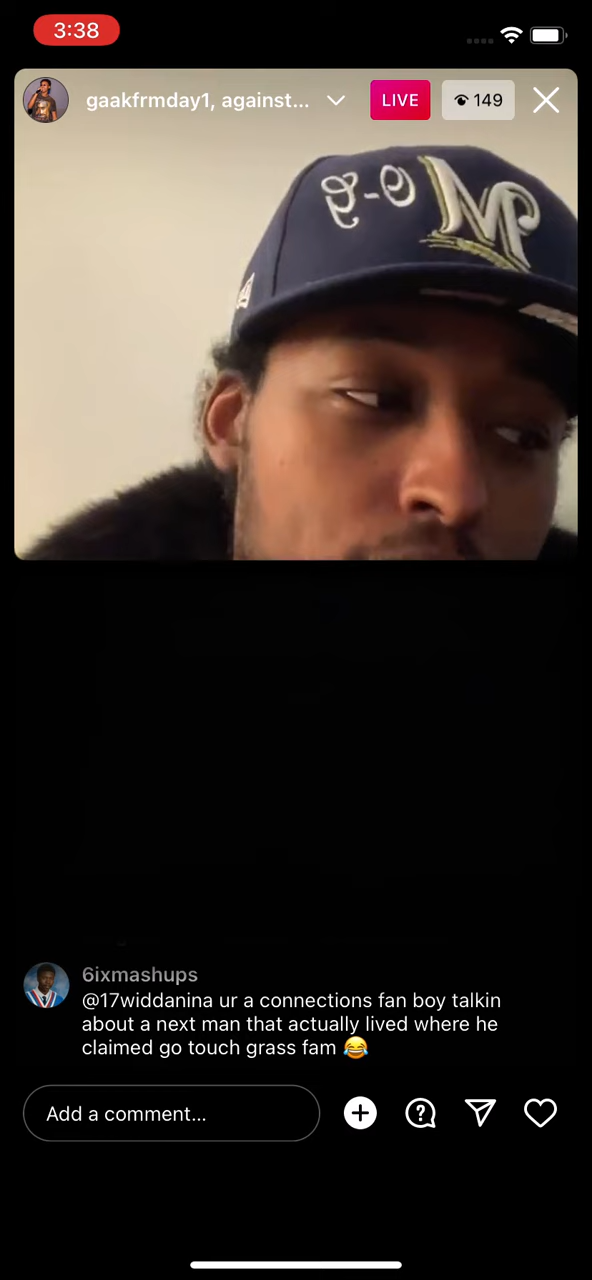 3:38
gaakfrmday1, against...
LIVE
149
6ixmashups
@17widdanina ur a connections fan boy talkin
about a next man that actually lived where he
claimed go touch grass fam 😂
Add a comment...